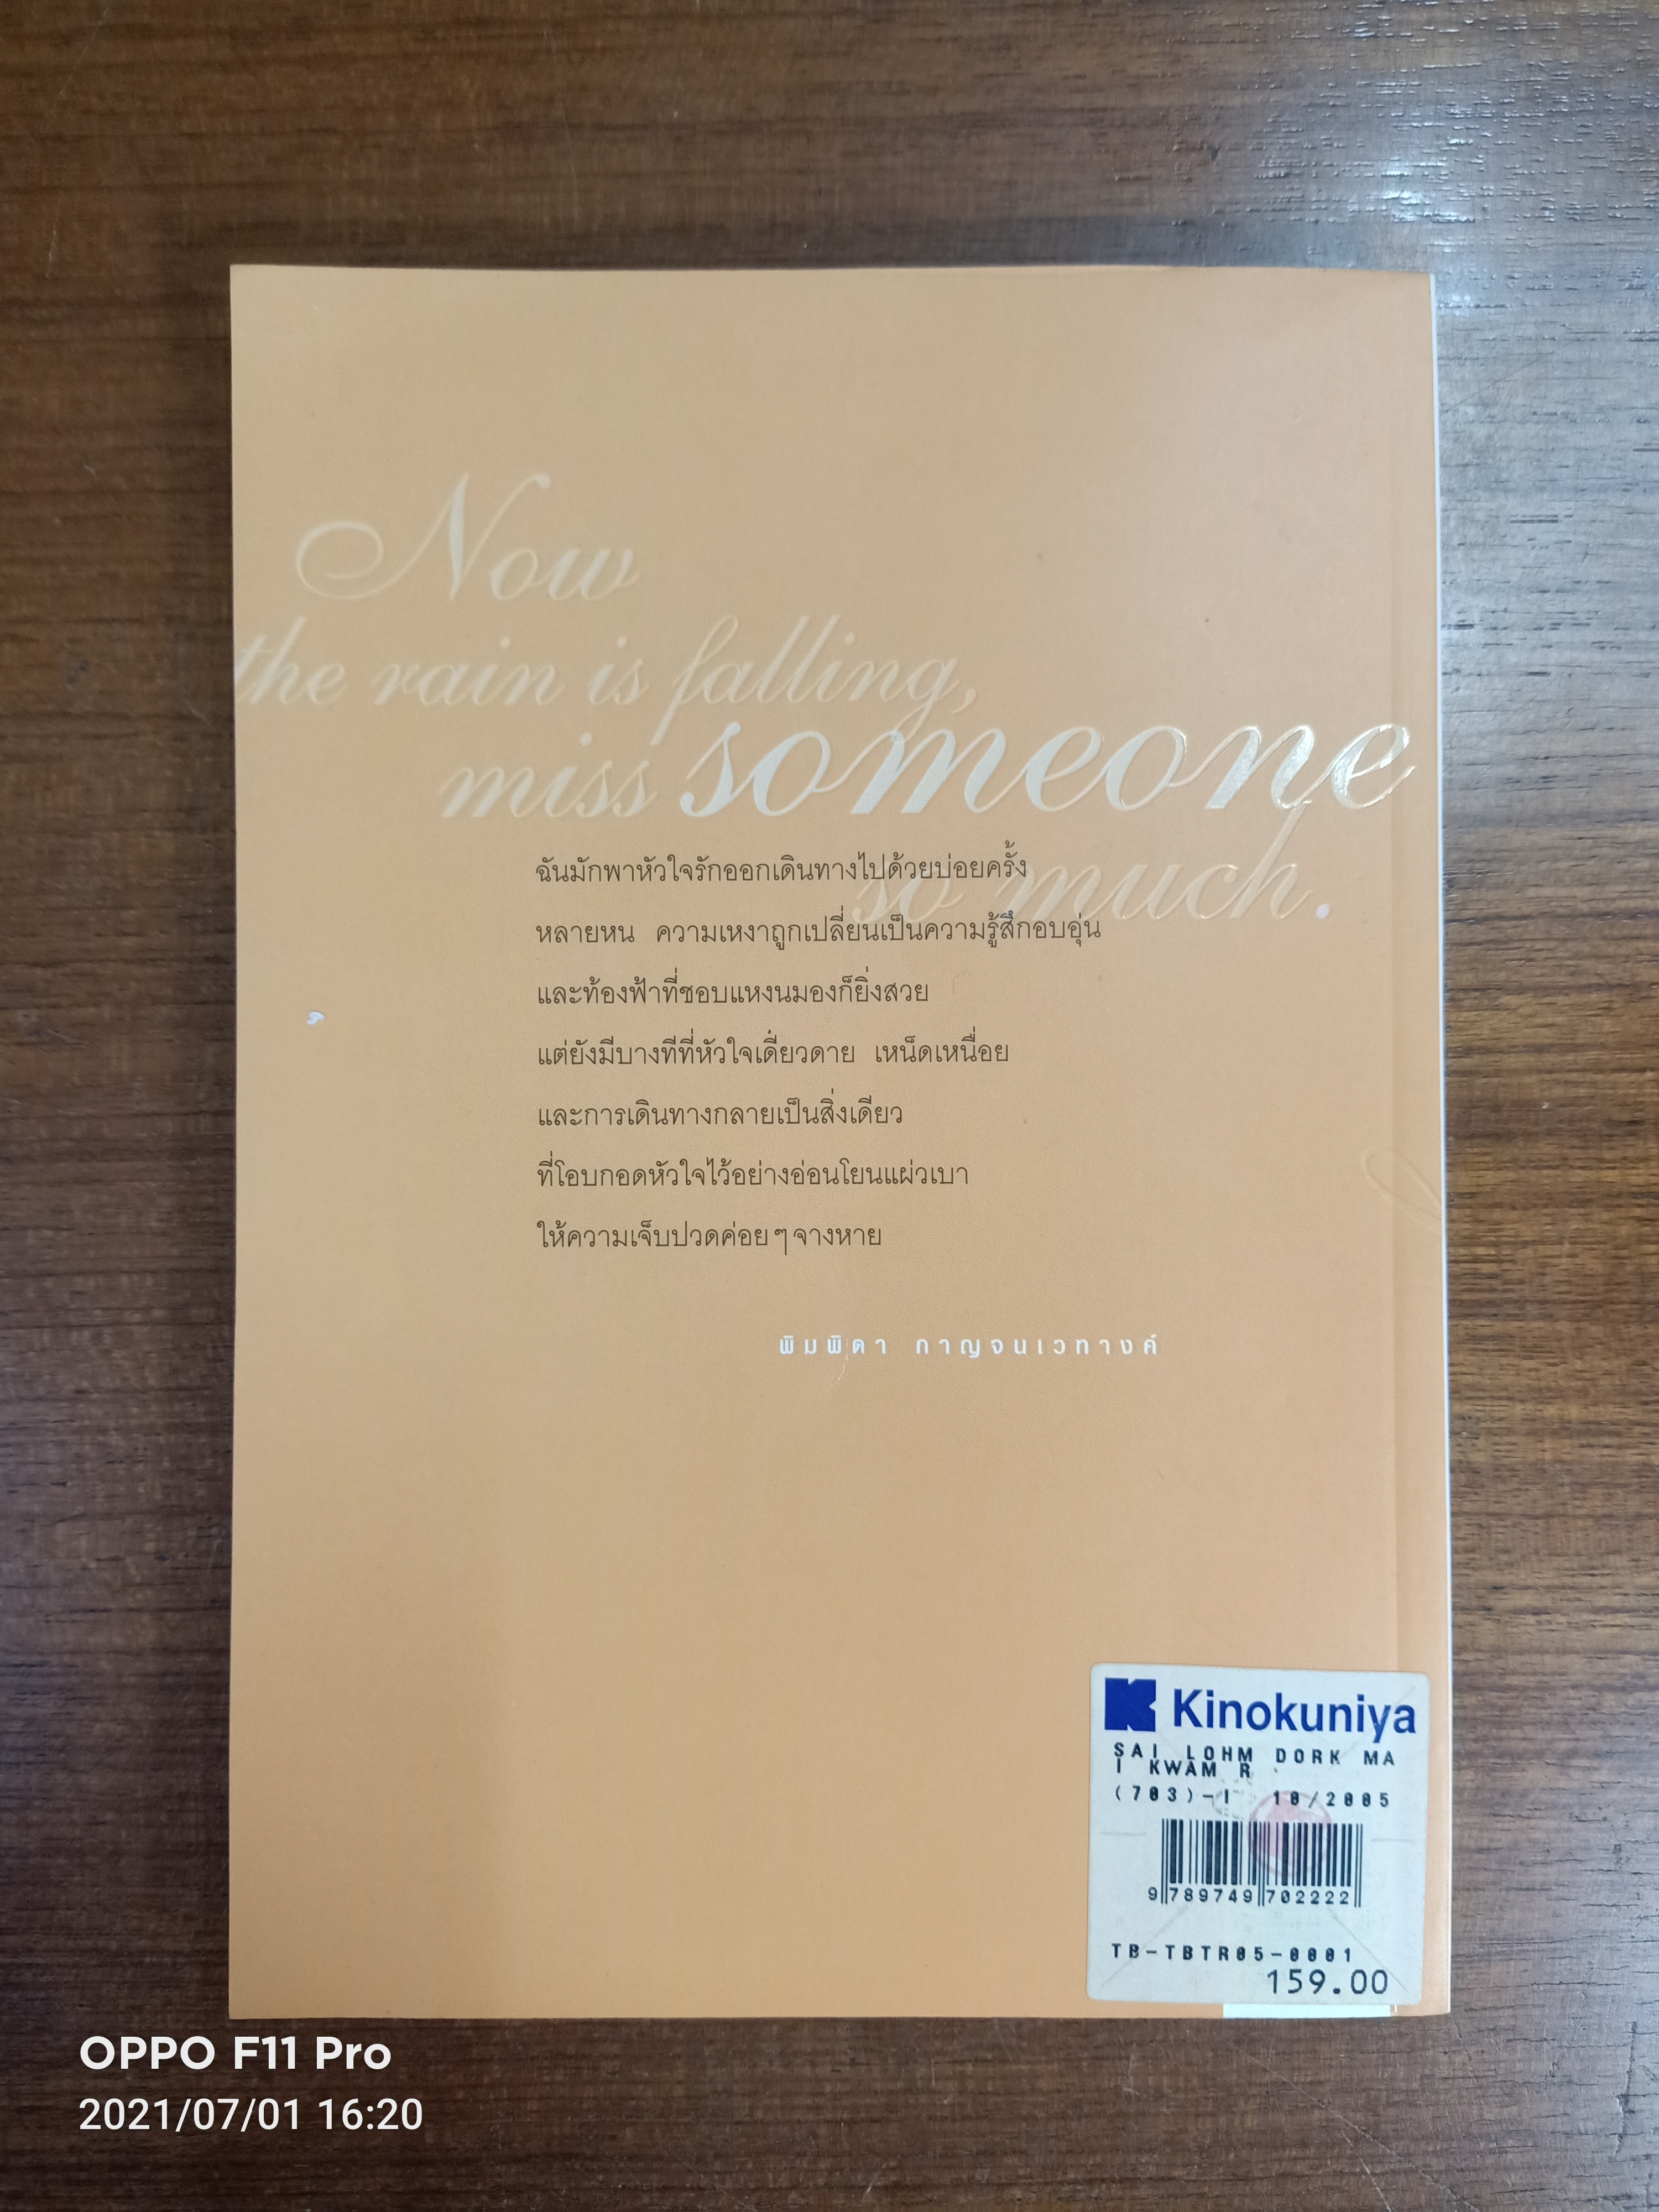 Now
the rain is falling,
miss someone
so much.
ฉันมักพาหัวใจรักออกเดินทางไปด้วยบ่อยครั้ง
หลายหน ความเหงาถูกเปลี่ยนเป็นความรู้สึกอบอุ่น
และท้องฟ้าที่ชอบแหงนมองก็ยิ่งสวย
แต่ยังมีบางทีที่หัวใจเดี่ยวดาย เหน็ดเหนื่อย
และการเดินทางกลายเป็นสิ่งเดียว
ที่โอบกอดหัวใจไว้อย่างอ่อนโยนแผ่วเบา
ให้ความเจ็บปวดค่อยๆจางหาย
พิมพิดา กาญจนเวทางค์
Kinokuniya
SAI LOHM DORK MA
I KWAM R
(703)-I 10/2005
9 789749 702222
TB-TBTR05-0001
159.00
OPPO F11 Pro
2021/07/01 16:20